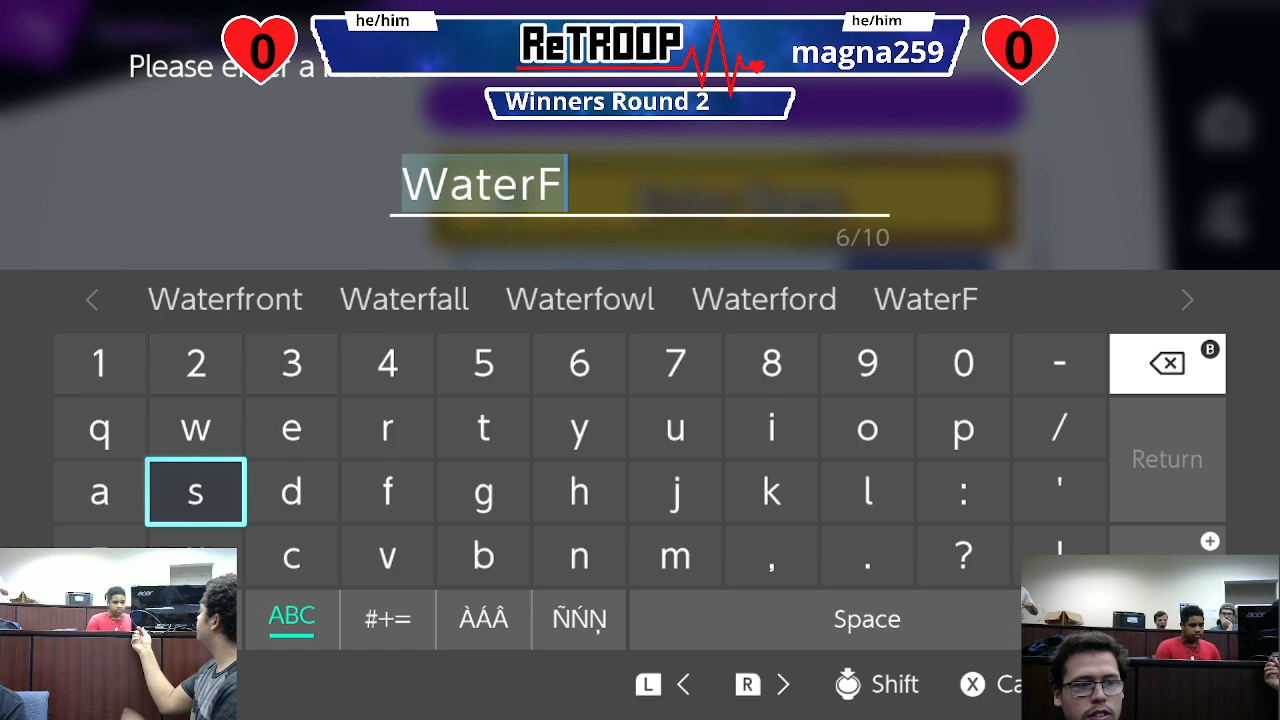 he/him
he/him
0
ReTROOP
magna259
0
Please
Winners Round 2
WaterF
6/10
Waterfront Waterfall Waterfowl Waterford WaterF
1 2 3 4 5 6 7 8 9 0 - B
q w e r t y u i o p /
Return
a s d f g h j k l : '
c v b n m , . ? !
ABC #+= ÀÁÂ ÑŃŅ Space
L R Shift X
acer